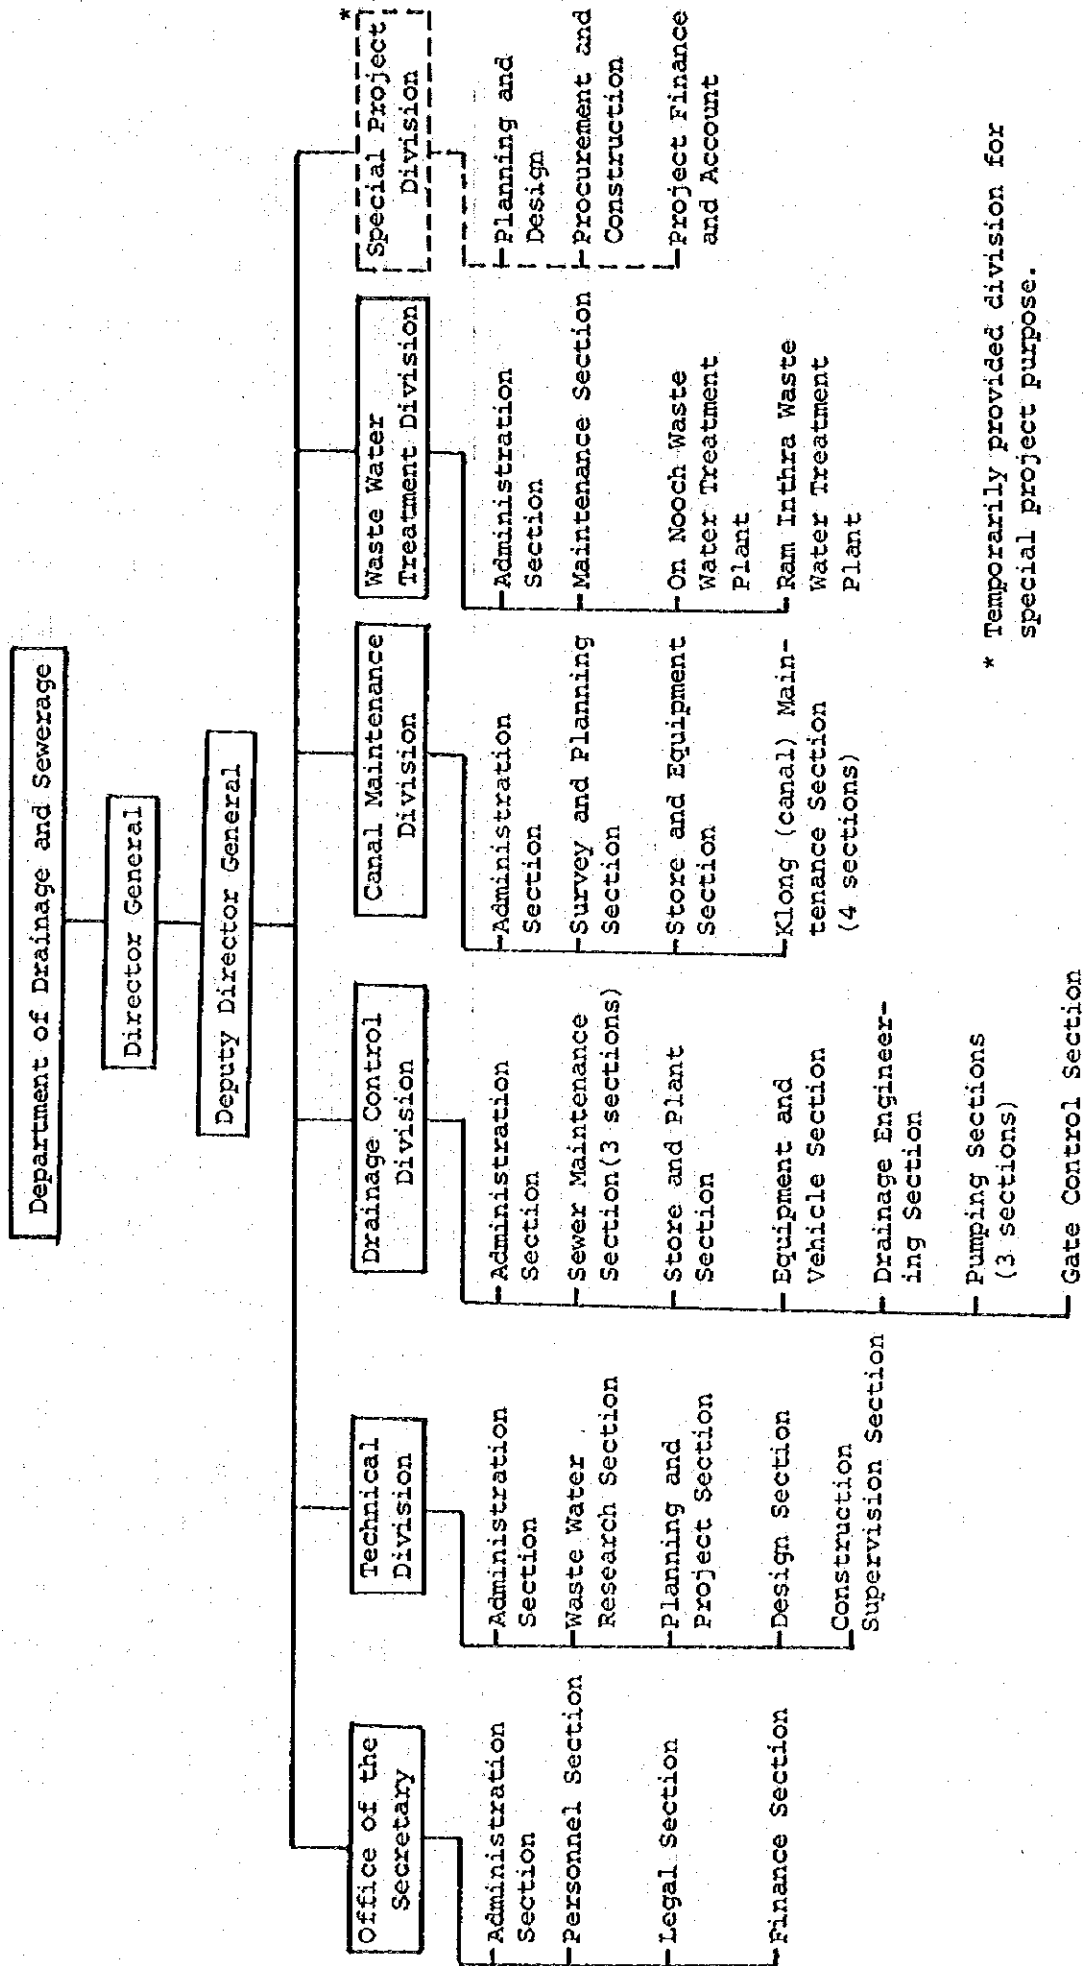 Department of Drainage and Sewerage
Director General
Deputy Director General
Office of the
Secretary
Administration
Section
Personnel Section
Legal Section
Finance Section
Technical
Division
Administration
Section
Waste Water
Research Section
Planning and
Project Section
Design Section
Construction
Supervision Section
Drainage Control
Division
Administration
Section
Sewer Maintenance
Section(3 sections)
Store and Plant
Section
Equipment and
Vehicle Section
Drainage Engineer-
ing Section
Pumping Sections
(3 sections)
Gate Control Section
Canal Maintenance
Division
Administration
Section
Survey and Planning
Section
Store and Equipment
Section
Klong (canal) Main-
tenance Section
(4 sections)
Waste Water
Treatment Division
Administration
Section
Maintenance Section
On Nooch Waste
Water Treatment
Plant
Ram Inthra Waste
Water Treatment
Plant
*
Special Project
Division
Planning and
Design
Procurement and
Construction
Project Finance
and Account
* Temporarily provided division for
special project purpose.